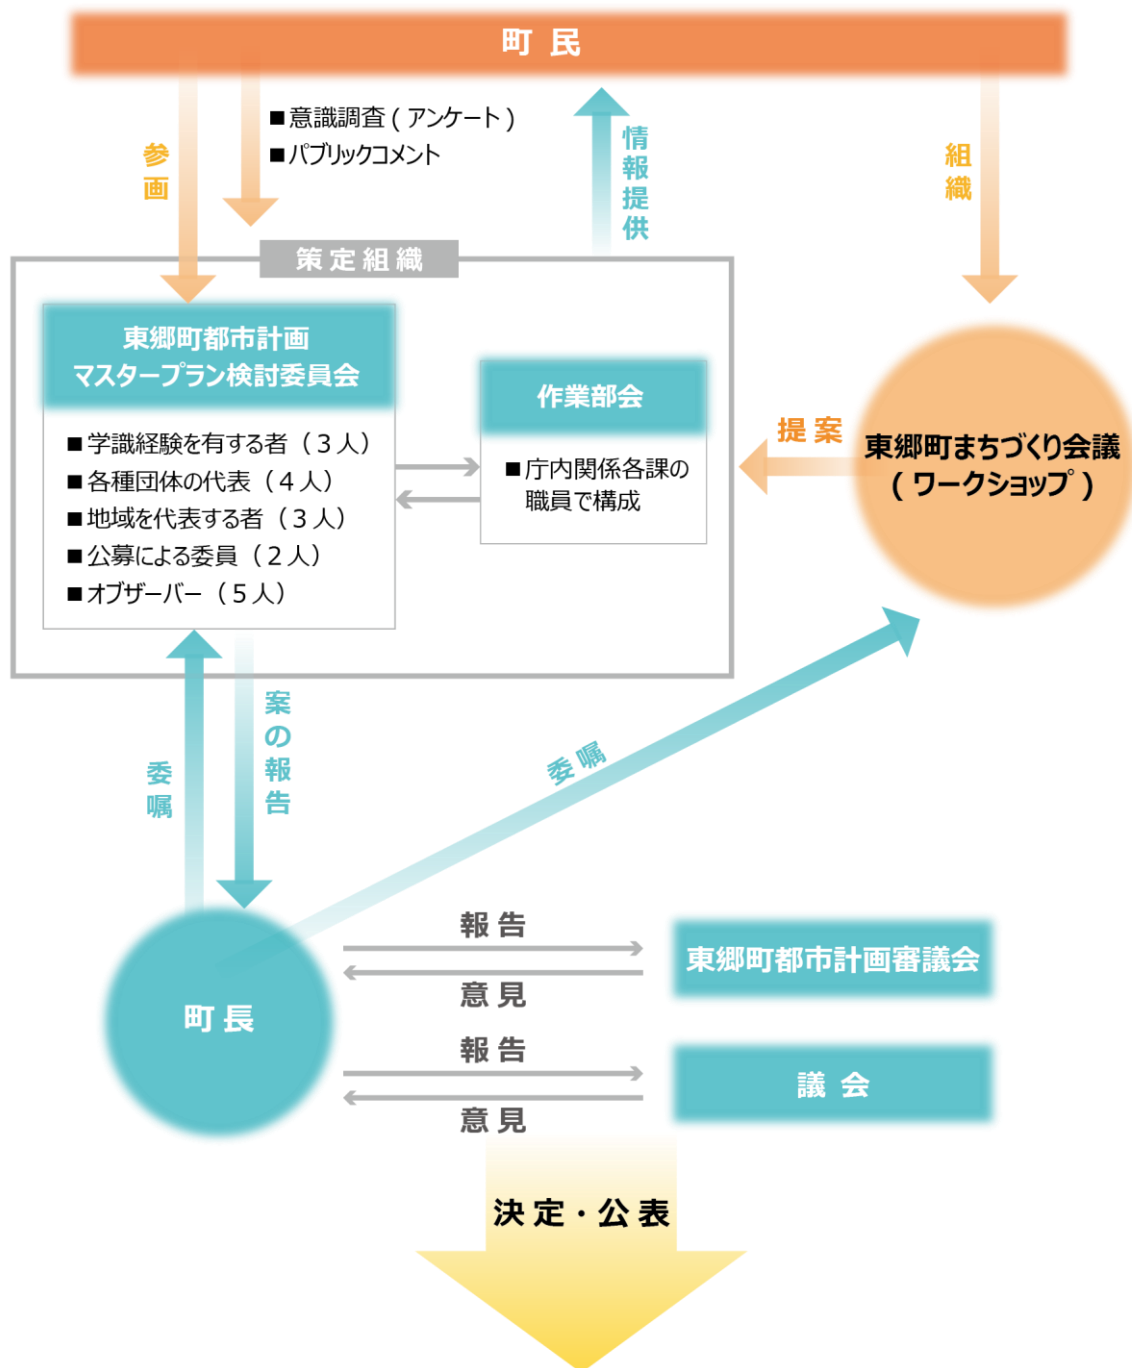 町民
■意識調査(アンケート)
■パブリックコメント
参画
情報提供
組織
策定組織
東郷町都市計画
マスタープラン検討委員会
■学識経験を有する者（３人）
■各種団体の代表（４人）
■地域を代表する者（３人）
■公募による委員（２人）
■オブザーバー（５人）
作業部会
■庁内関係各課の
職員で構成
提案
東郷町まちづくり会議
(ワークショップ)
委嘱
案の報告
委嘱
町長
報告
意見
東郷町都市計画審議会
報告
意見
議会
決定・公表